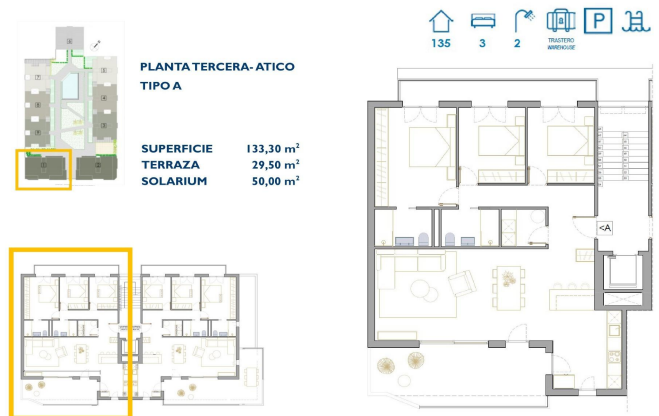 135
3
2
TRASTERO
WAREHOUSE
P
PLANTA TERCERA- ATICO
TIPO A
SUPERFICIE 133,30 m²
TERRAZA 29,50 m²
SOLARIUM 50,00 m²
<A